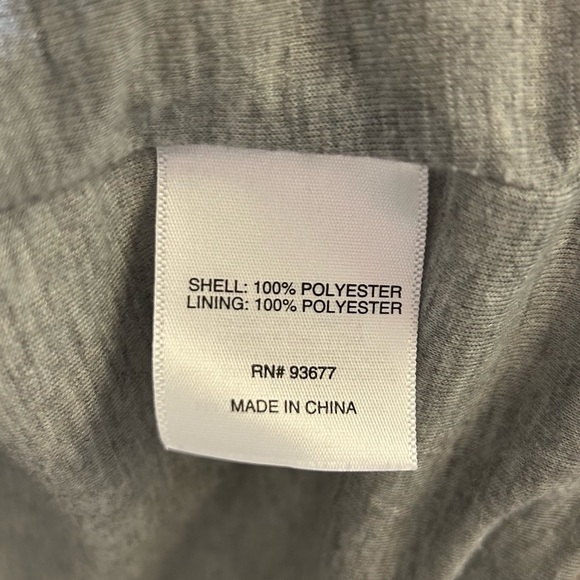 SHELL: 100% POLYESTER
LINING: 100% POLYESTER
RN# 93677
MADE IN CHINA